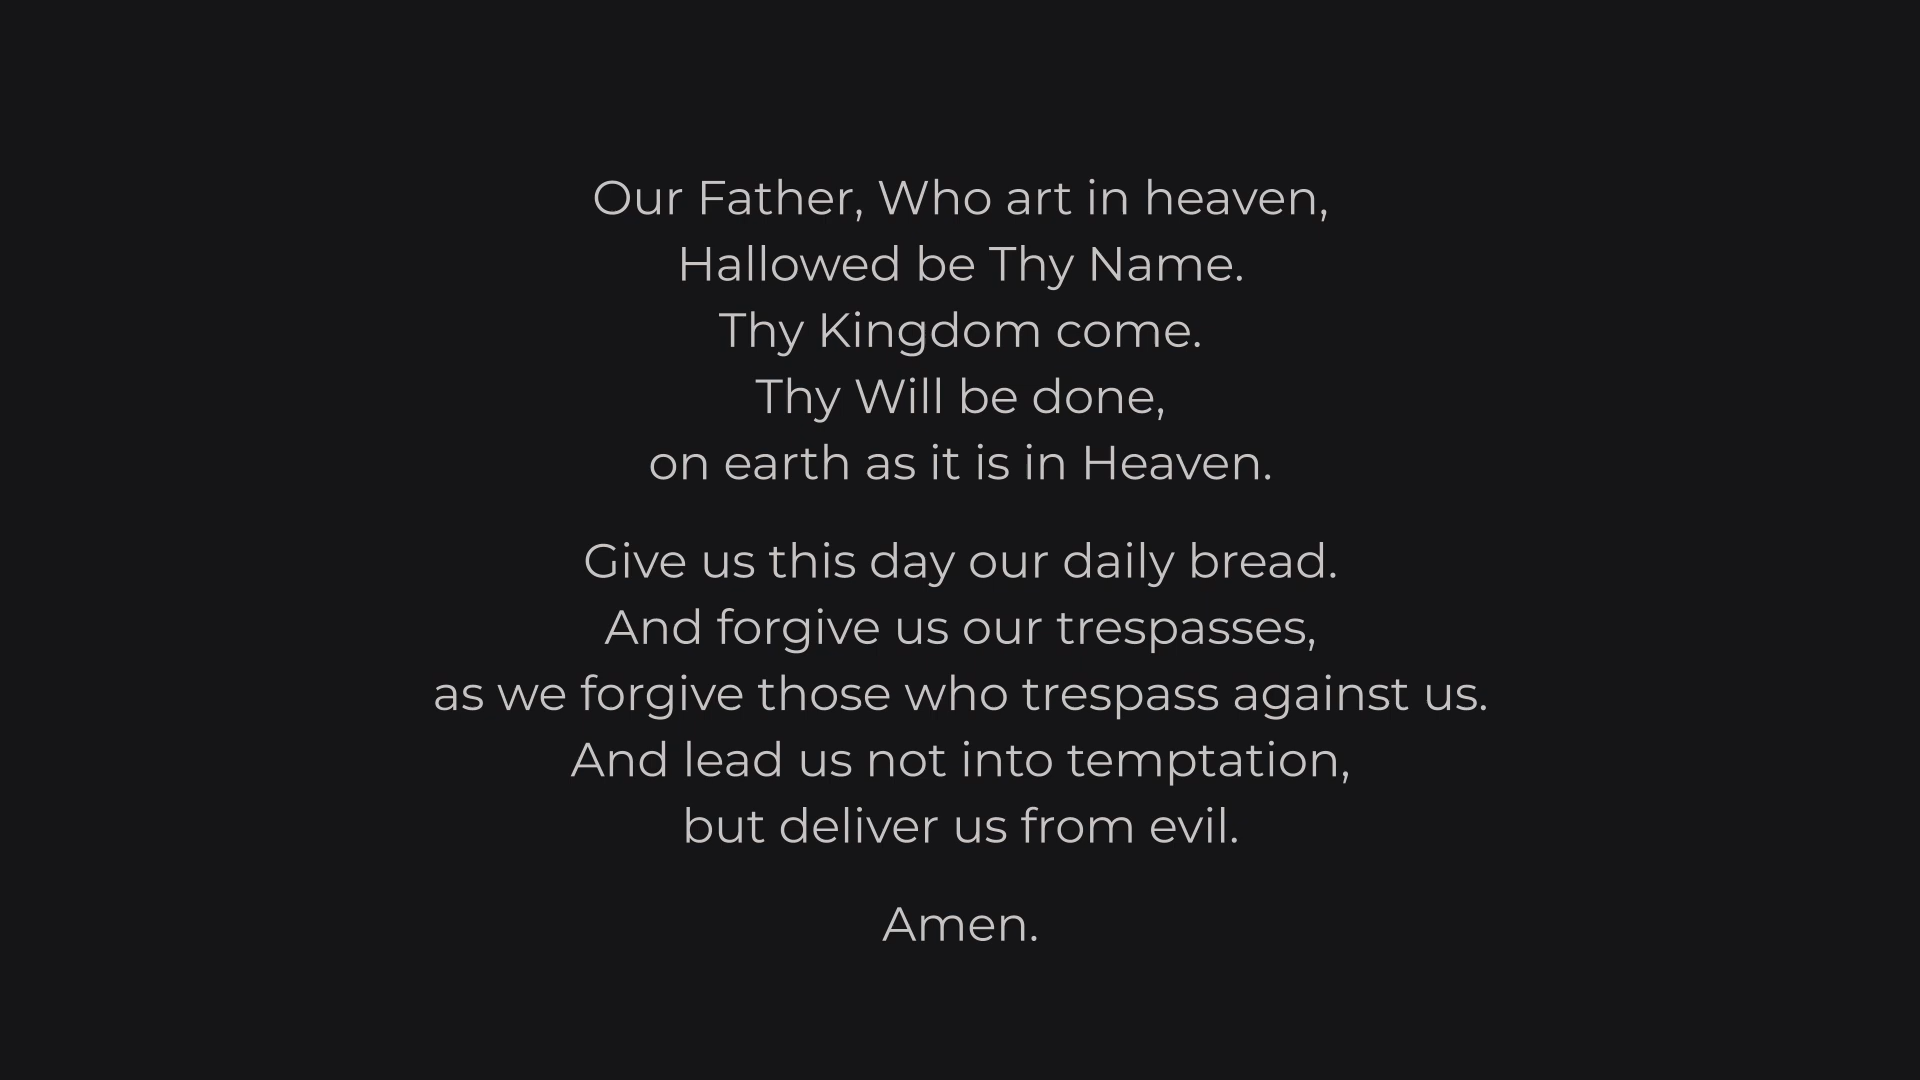 Our Father, Who art in heaven,
Hallowed be Thy Name.
Thy Kingdom come.
Thy Will be done,
on earth as it is in Heaven.
Give us this day our daily bread.
And forgive us our trespasses,
as we forgive those who trespass against us.
And lead us not into temptation,
but deliver us from evil.
Amen.